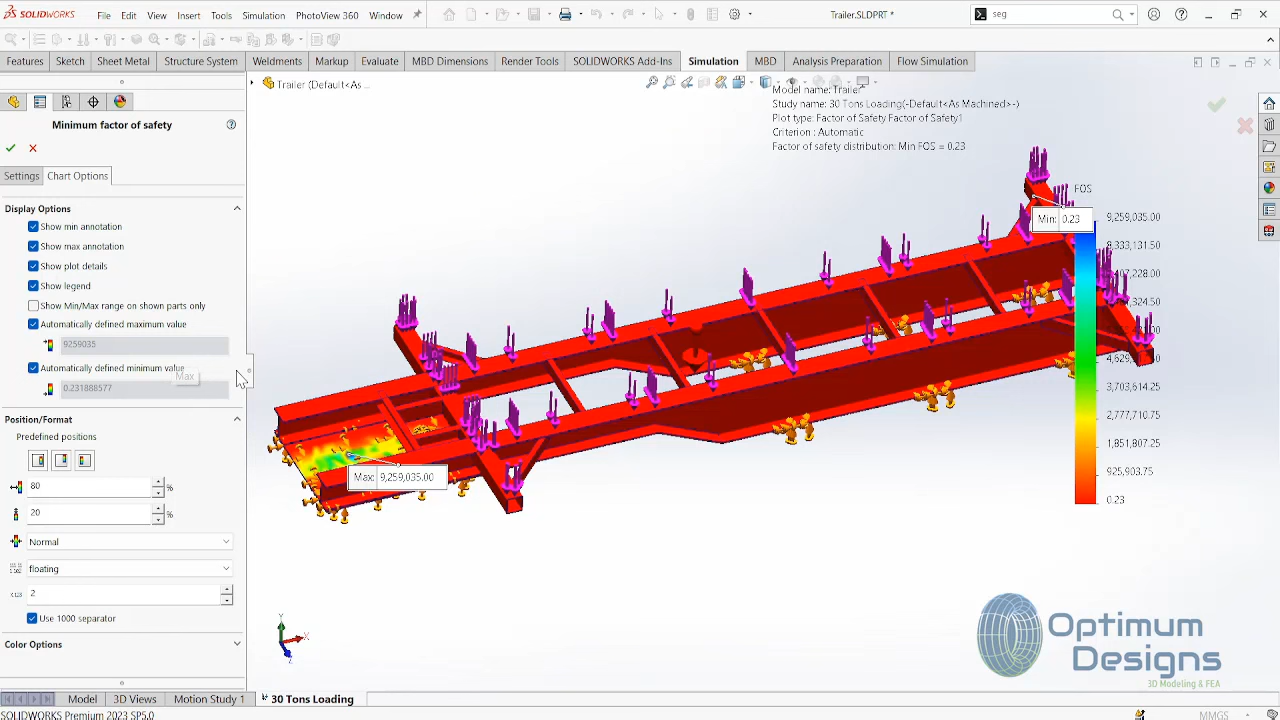 SOLIDWORKS
File Edit View Insert Tools Simulation PhotoView 360 Window
Trailer.SLDPRT *
seg
Features Sketch Sheet Metal Structure System Weldments Markup Evaluate MBD Dimensions Render Tools SOLIDWORKS Add-Ins Simulation MBD Analysis Preparation Flow Simulation
Trailer (Default<As ...
Minimum factor of safety
Settings Chart Options
Display Options
Show min annotation
Show max annotation
Show plot details
Show legend
Show Min/Max range on shown parts only
Automatically defined maximum value
9259035
Automatically defined minimum value
Max
0.231888577
Position/Format
Predefined positions
80 %
20 %
Normal
floating
2
Use 1000 separator
Color Options
Model name: Trailer
Study name: 30 Tons Loading(-Default<As Machined>-)
Plot type: Factor of Safety Factor of Safety1
Criterion : Automatic
Factor of safety distribution: Min FOS = 0.23
FOS
Min: 0.23
9,259,035.00
8,333,131.50
3,703,614.25
2,777,710.75
1,851,807.25
925,903.75
0.23
Max: 9,259,035.00
Y
X
Z
Optimum
Designs
3D Modeling & FEA
Model 3D Views Motion Study 1 30 Tons Loading
SOLIDWORKS Premium 2023 SP5.0
MMGS